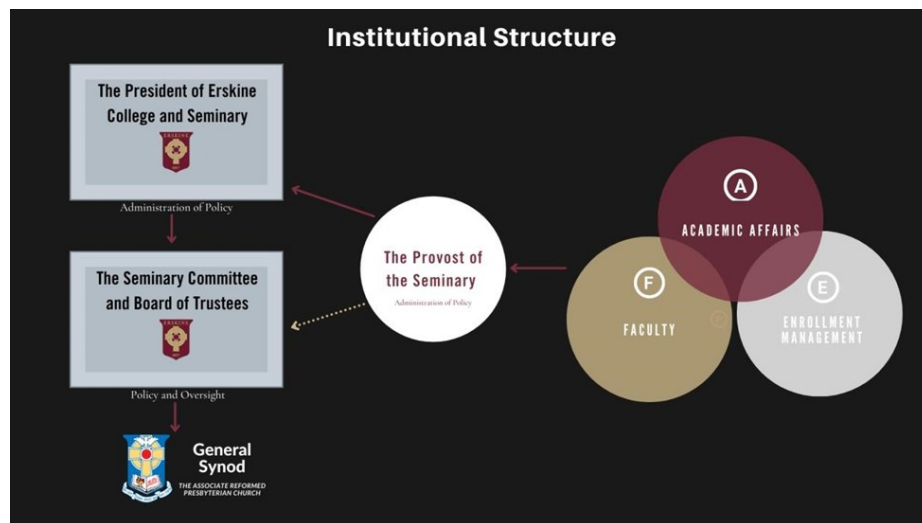 Institutional Structure
The President of Erskine
College and Seminary
ERSKINE
Administration of Policy
The Seminary Committee
and Board of Trustees
ERSKINE
Policy and Oversight
General
Synod
THE ASSOCIATE REFORMED
PRESBYTERIAN CHURCH
The Provost of
the Seminary
Administration of Policy
A
ACADEMIC AFFAIRS
F
FACULTY
E
ENROLLMENT
MANAGEMENT